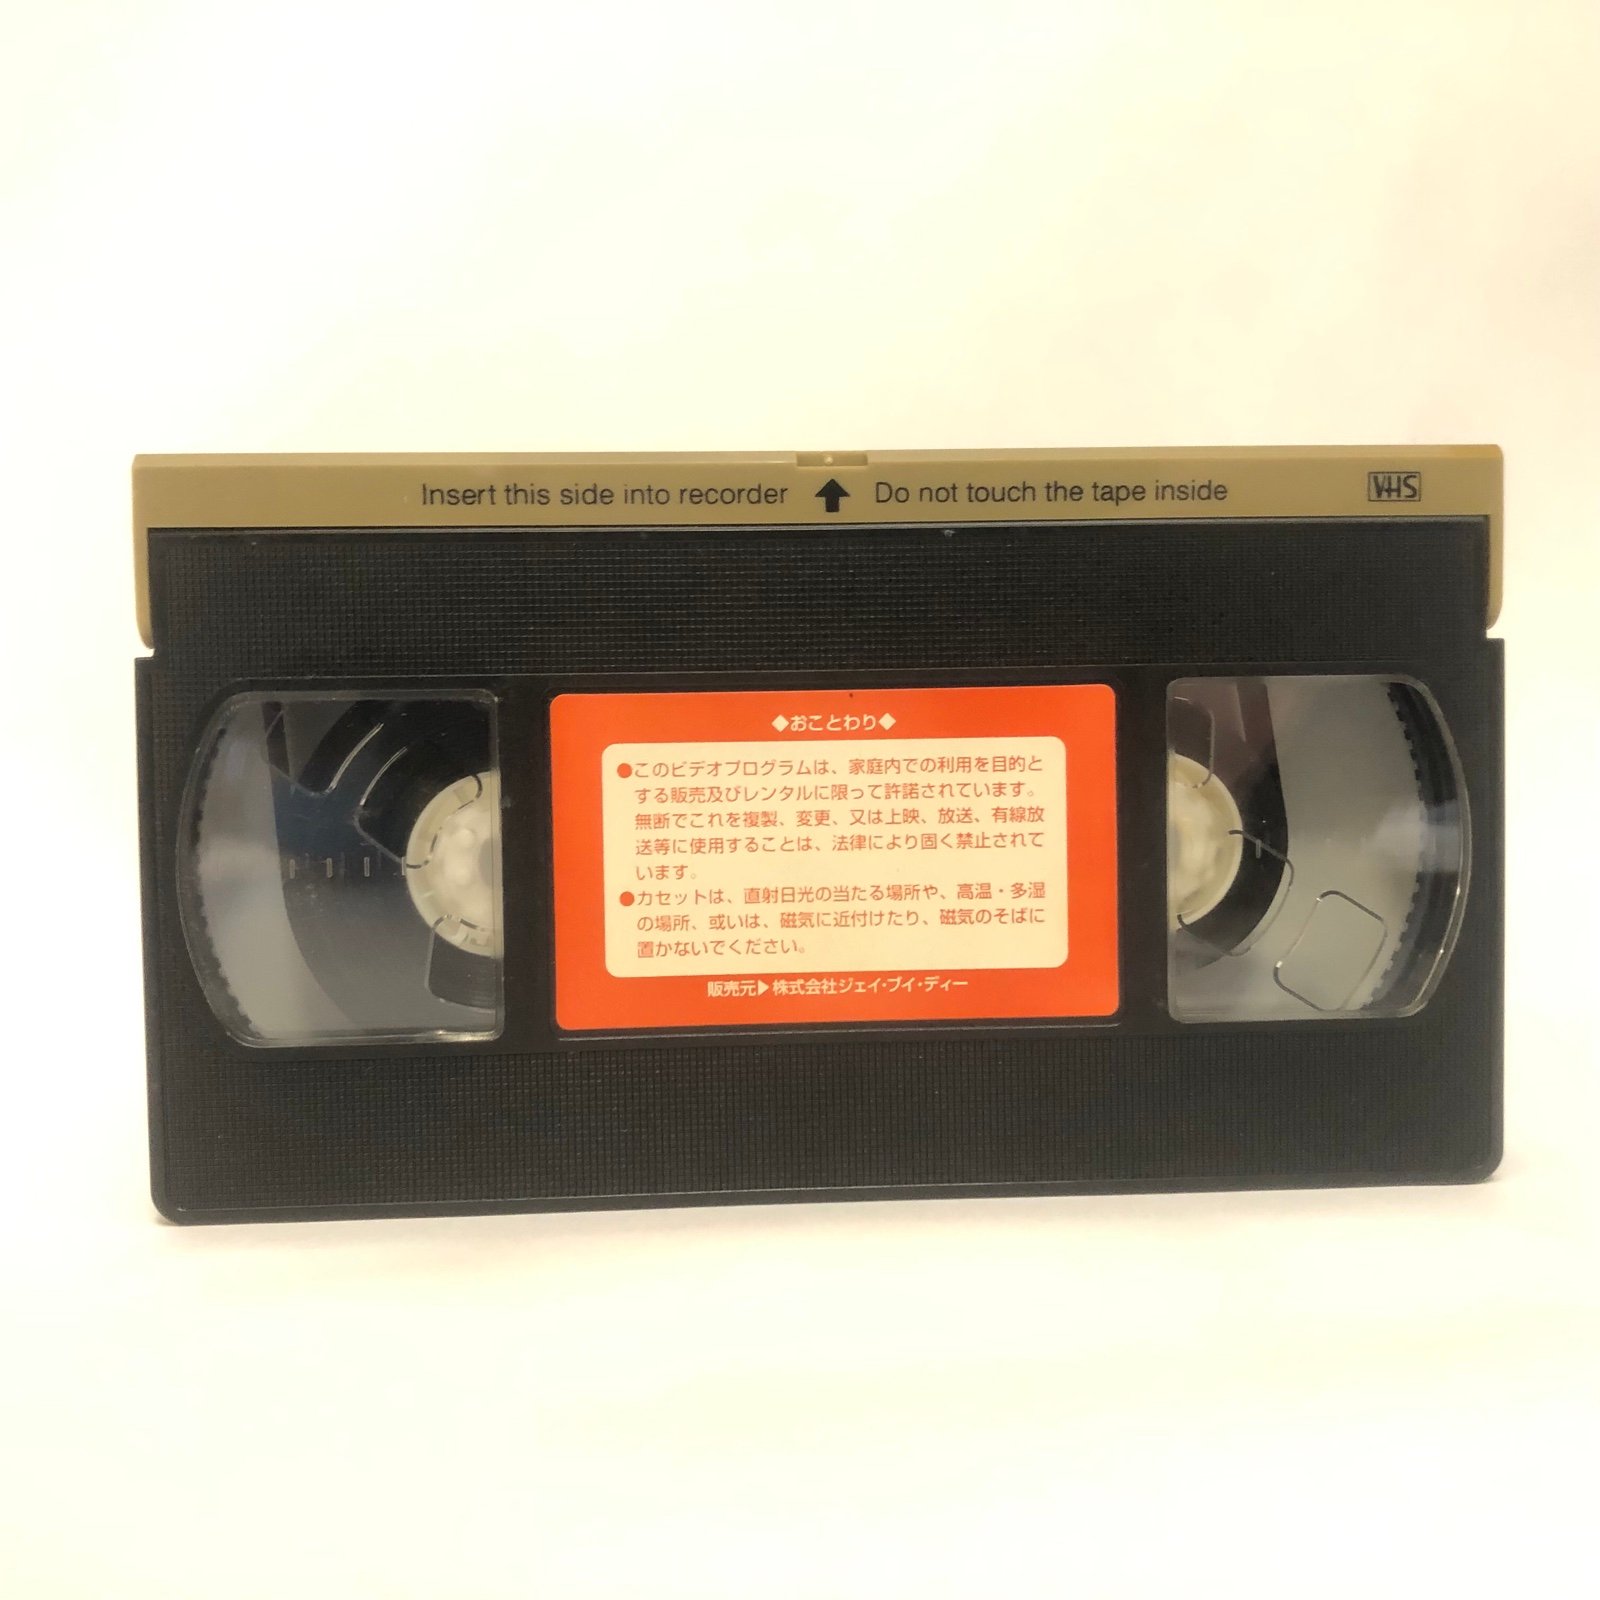 Insert this side into recorder ↑ Do not touch the tape inside VHS
◆おことわり◆
●このビデオプログラムは、家庭内での利用を目的と
する販売及びレンタルに限って許諾されています。
無断でこれを複製、変更、又は上映、放送、有線放
送等に使用することは、法律により固く禁止されて
います。
●カセットは、直射日光の当たる場所や、高温・多湿
の場所、或いは、磁気に近付けたり、磁気のそばに
置かないでください。
販売元▶株式会社ジェイ・ブイ・ディー